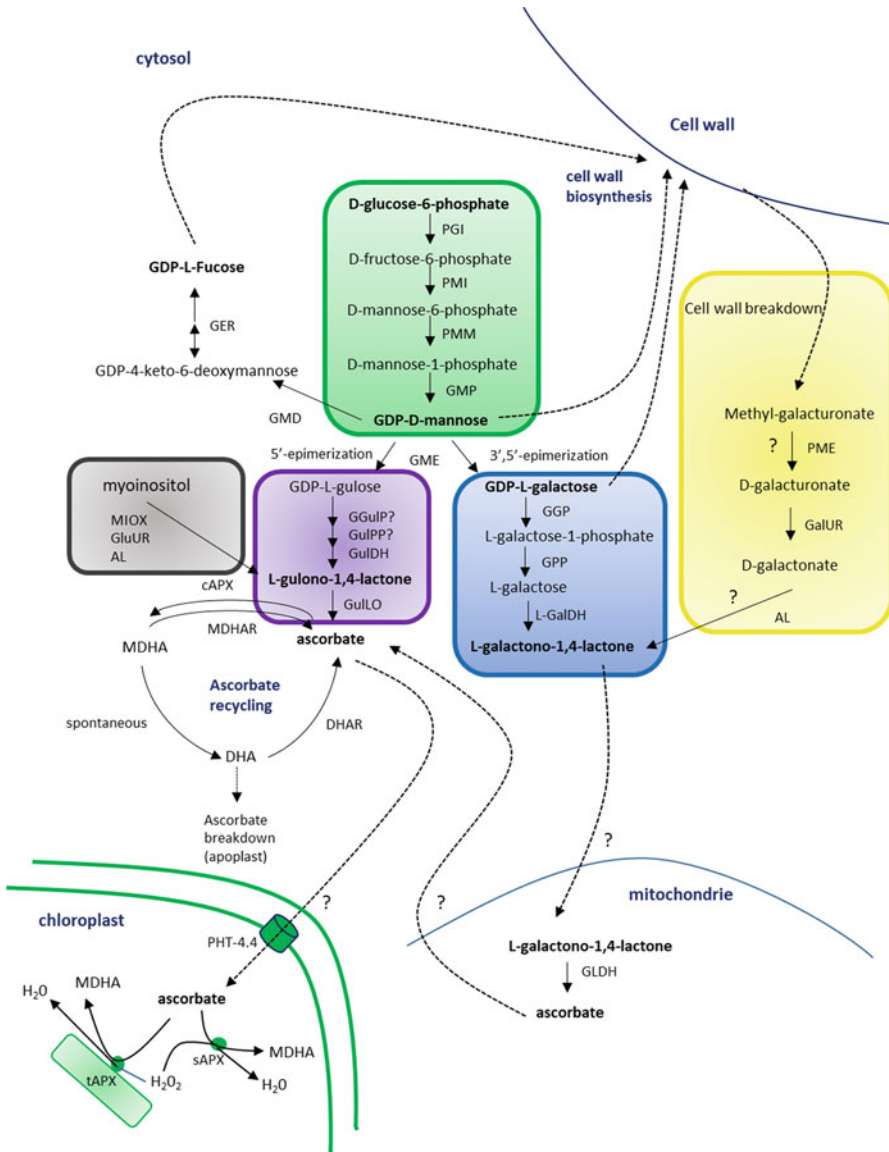 cytosol
Cell wall
cell wall
biosynthesis
D-glucose-6-phosphate
PGI
D-fructose-6-phosphate
PMI
D-mannose-6-phosphate
PMM
D-mannose-1-phosphate
GMP
GDP-D-mannose
GDP-L-Fucose
GER
GDP-4-keto-6-deoxymannose
GMD
Cell wall breakdown
Methyl-galacturonate
?
PME
D-galacturonate
GalUR
D-galactonate
?
AL
5'-epimerization
GME
3',5'-epimerization
myoinositol
MIOX
GluUR
AL
GDP-L-gulose
GGulP?
GulPP?
GulDH
L-gulono-1,4-lactone
GulLO
ascorbate
GDP-L-galactose
GGP
L-galactose-1-phosphate
GPP
L-galactose
L-GalDH
L-galactono-1,4-lactone
cAPX
MDHAR
MDHA
Ascorbate
recycling
spontaneous
DHAR
DHA
Ascorbate
breakdown
(apoplast)
?
?
?
chloroplast
PHT-4.4
mitochondrie
L-galactono-1,4-lactone
GLDH
ascorbate
ascorbate
MDHA
H₂0
tAPX
H₂O₂
sAPX
MDHA
H₂0